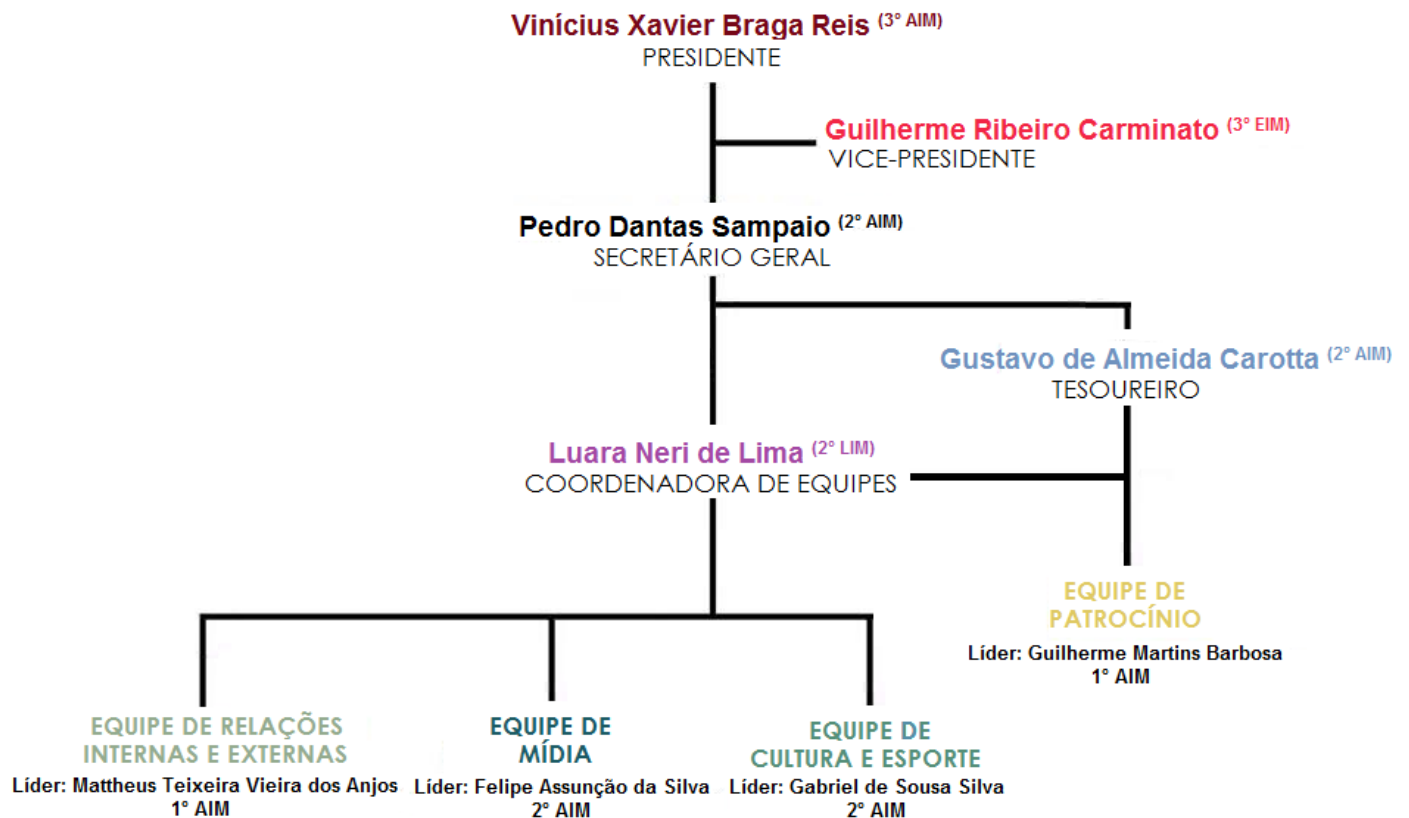 Vinícius Xavier Braga Reis (3° AIM)
PRESIDENTE
Guilherme Ribeiro Carminato (3° EIM)
VICE-PRESIDENTE
Pedro Dantas Sampaio (2° AIM)
SECRETÁRIO GERAL
Gustavo de Almeida Carotta (2° AIM)
TESOUREIRO
Luara Neri de Lima (2° LIM)
COORDENADORA DE EQUIPES
EQUIPE DE
PATROCÍNIO
Líder: Guilherme Martins Barbosa
1° AIM
EQUIPE DE RELAÇÕES
INTERNAS E EXTERNAS
Líder: Mattheus Teixeira Vieira dos Anjos
1° AIM
EQUIPE DE
MÍDIA
Líder: Felipe Assunção da Silva
2° AIM
EQUIPE DE
CULTURA E ESPORTE
Líder: Gabriel de Sousa Silva
2° AIM